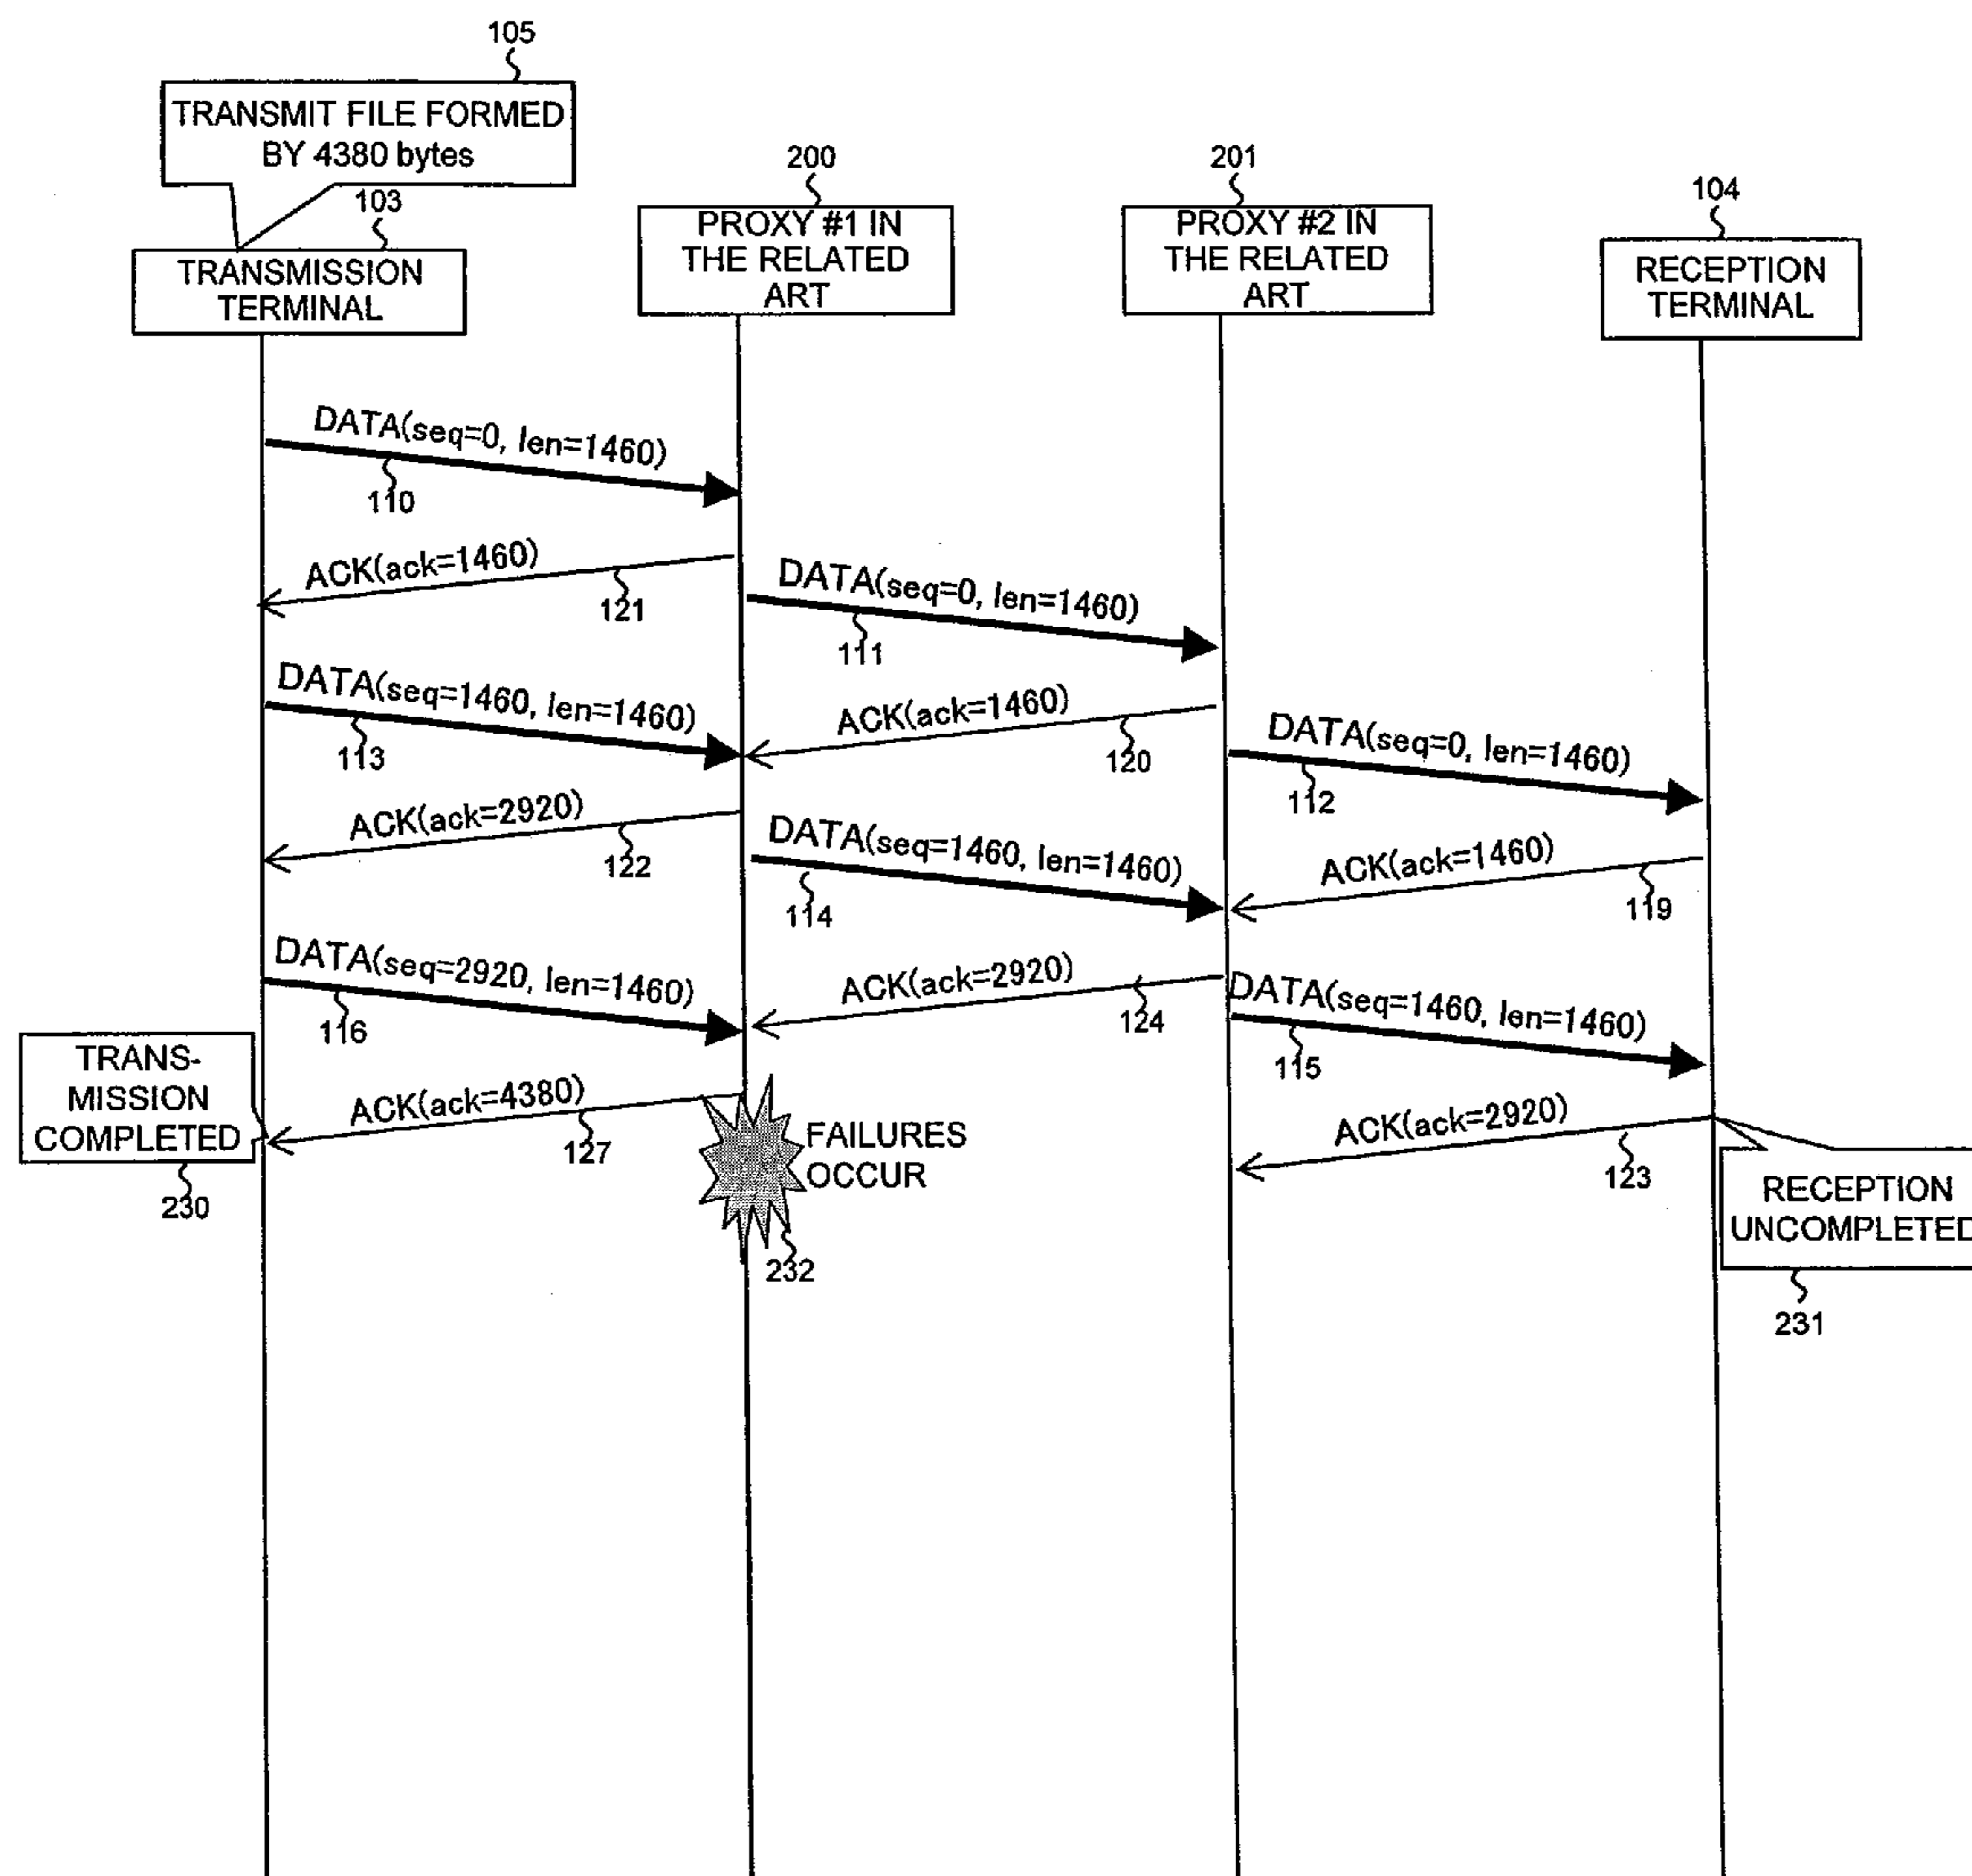 105
TRANSMIT FILE FORMED
BY 4380 bytes
103
TRANSMISSION
TERMINAL
200
PROXY #1 IN
THE RELATED
ART
201
PROXY #2 IN
THE RELATED
ART
104
RECEPTION
TERMINAL
DATA(seq=0, len=1460)
110
ACK(ack=1460)
121
DATA(seq=0, len=1460)
111
DATA(seq=1460, len=1460)
113
ACK(ack=1460)
120
DATA(seq=0, len=1460)
112
ACK(ack=2920)
122
DATA(seq=1460, len=1460)
114
ACK(ack=1460)
119
DATA(seq=2920, len=1460)
116
ACK(ack=2920)
124
DATA(seq=1460, len=1460)
115
TRANS-
MISSION
COMPLETED
230
ACK(ack=4380)
127
FAILURES
OCCUR
232
ACK(ack=2920)
123
RECEPTION
UNCOMPLETED
231